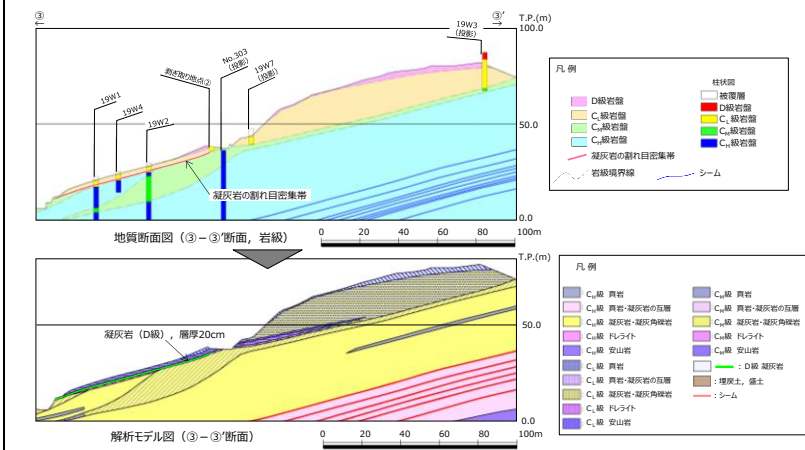 ③
③’
T.P.(m)
100.0
50.0
0.0
19W1
19W4
19W2
剥ぎ取り地点②
No.303
(投影)
19W7
(投影)
19W3
(投影)
凝灰岩の割れ目密集帯
地質断面図（③－③’断面，岩級）
0 20 40 60 80 100m
凡 例
D級岩盤
CL級岩盤
CM級岩盤
CH級岩盤
凝灰岩の割れ目密集帯
岩級境界線
シーム
柱状図
被覆層
D級岩盤
CL級岩盤
CM級岩盤
CH級岩盤
T.P.(m)
50.0
0.0
凝灰岩（D級），層厚20cm
解析モデル図（③－③’断面）
0 20 40 60 80 100m
凡 例
CH級 頁岩
CH級 頁岩・凝灰岩の互層
CH級 凝灰岩・凝灰角礫岩
CH級 ドレライト
CH級 安山岩
CL級 頁岩
CL級 頁岩・凝灰岩の互層
CL級 凝灰岩・凝灰角礫岩
CL級 ドレライト
CL級 安山岩
CM級 頁岩
CM級 頁岩・凝灰岩の互層
CM級 凝灰岩・凝灰角礫岩
CM級 ドレライト
CM級 安山岩
：D級 凝灰岩
：埋戻土，盛土
：シーム